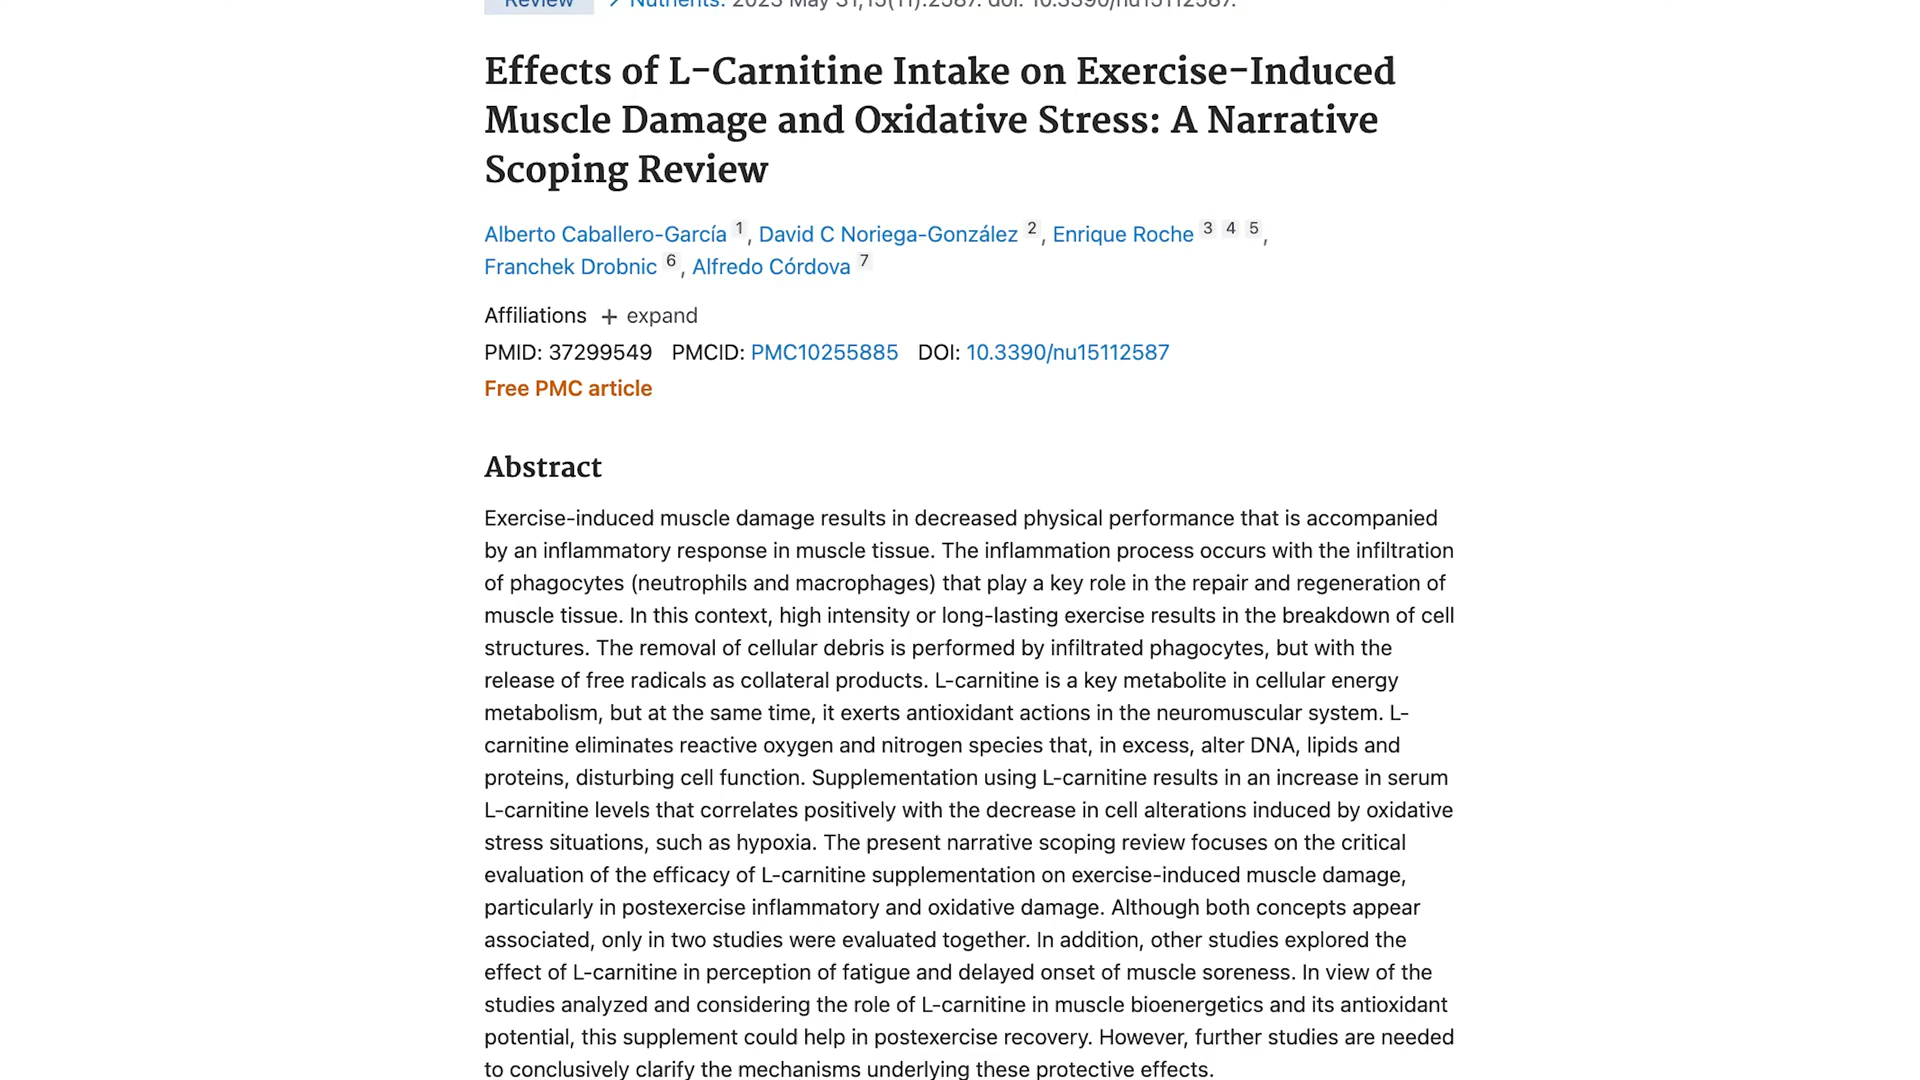 Review > Nutrients. 2023 May 31;15(11):2587. doi: 10.3390/nu15112587.
Effects of L-Carnitine Intake on Exercise-Induced
Muscle Damage and Oxidative Stress: A Narrative
Scoping Review
Alberto Caballero-García 1, David C Noriega-González 2, Enrique Roche 3 4 5,
Franchek Drobnic 6, Alfredo Córdova 7
Affiliations + expand
PMID: 37299549 PMCID: PMC10255885 DOI: 10.3390/nu15112587
Free PMC article
Abstract
Exercise-induced muscle damage results in decreased physical performance that is accompanied
by an inflammatory response in muscle tissue. The inflammation process occurs with the infiltration
of phagocytes (neutrophils and macrophages) that play a key role in the repair and regeneration of
muscle tissue. In this context, high intensity or long-lasting exercise results in the breakdown of cell
structures. The removal of cellular debris is performed by infiltrated phagocytes, but with the
release of free radicals as collateral products. L-carnitine is a key metabolite in cellular energy
metabolism, but at the same time, it exerts antioxidant actions in the neuromuscular system. L-
carnitine eliminates reactive oxygen and nitrogen species that, in excess, alter DNA, lipids and
proteins, disturbing cell function. Supplementation using L-carnitine results in an increase in serum
L-carnitine levels that correlates positively with the decrease in cell alterations induced by oxidative
stress situations, such as hypoxia. The present narrative scoping review focuses on the critical
evaluation of the efficacy of L-carnitine supplementation on exercise-induced muscle damage,
particularly in postexercise inflammatory and oxidative damage. Although both concepts appear
associated, only in two studies were evaluated together. In addition, other studies explored the
effect of L-carnitine in perception of fatigue and delayed onset of muscle soreness. In view of the
studies analyzed and considering the role of L-carnitine in muscle bioenergetics and its antioxidant
potential, this supplement could help in postexercise recovery. However, further studies are needed
to conclusively clarify the mechanisms underlying these protective effects.